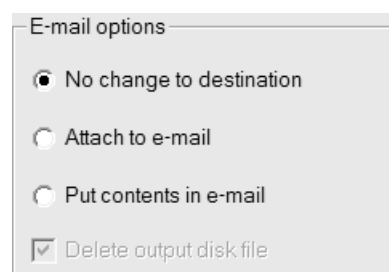 E-mail options
No change to destination
Attach to e-mail
Put contents in e-mail
Delete output disk file